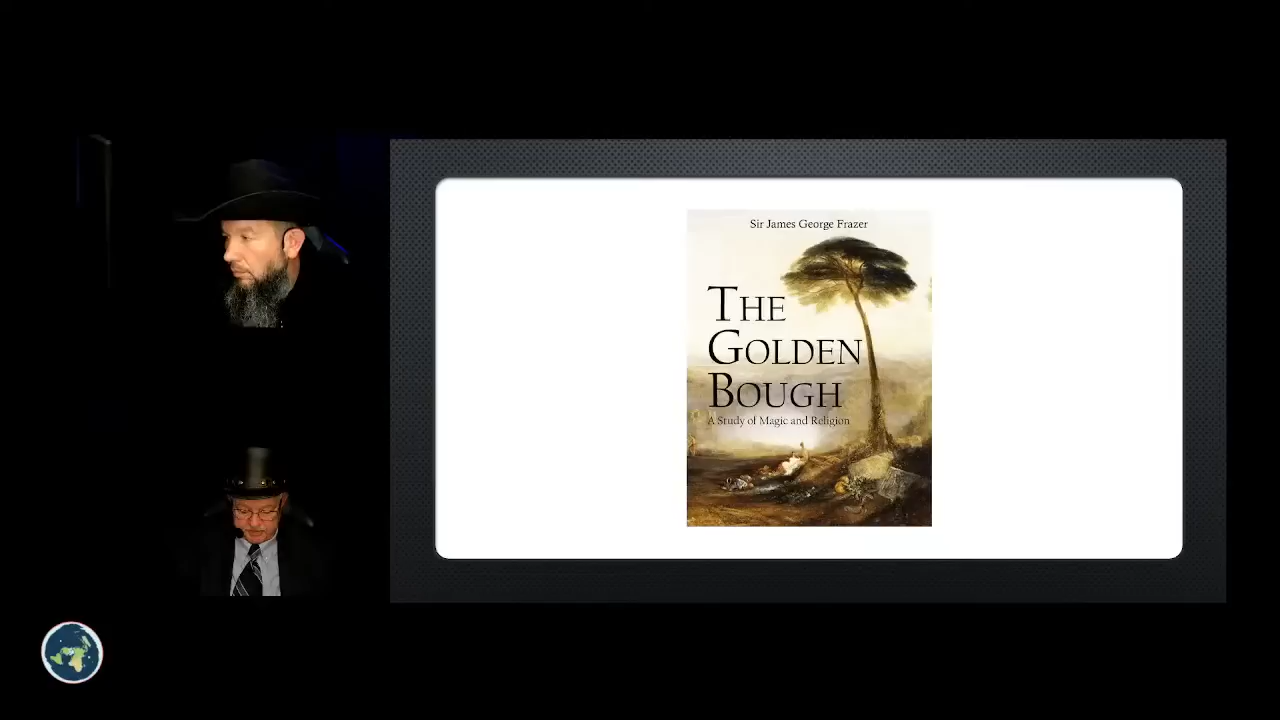 Sir James George Frazer
THE
GOLDEN
BOUGH
A Study of Magic and Religion